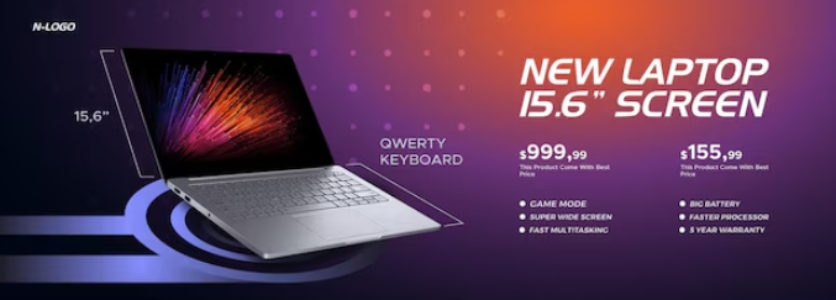 N-LOGO
15,6"
QWERTY
KEYBOARD
NEW LAPTOP
15.6" SCREEN
$999,99
This Product Come With Best
Price
$155,99
This Product Come With Best
Price
GAME MODE
SUPER WIDE SCREEN
FAST MULTITASKING
BIG BATTERY
FASTER PROCESSOR
5 YEAR WARRANTY